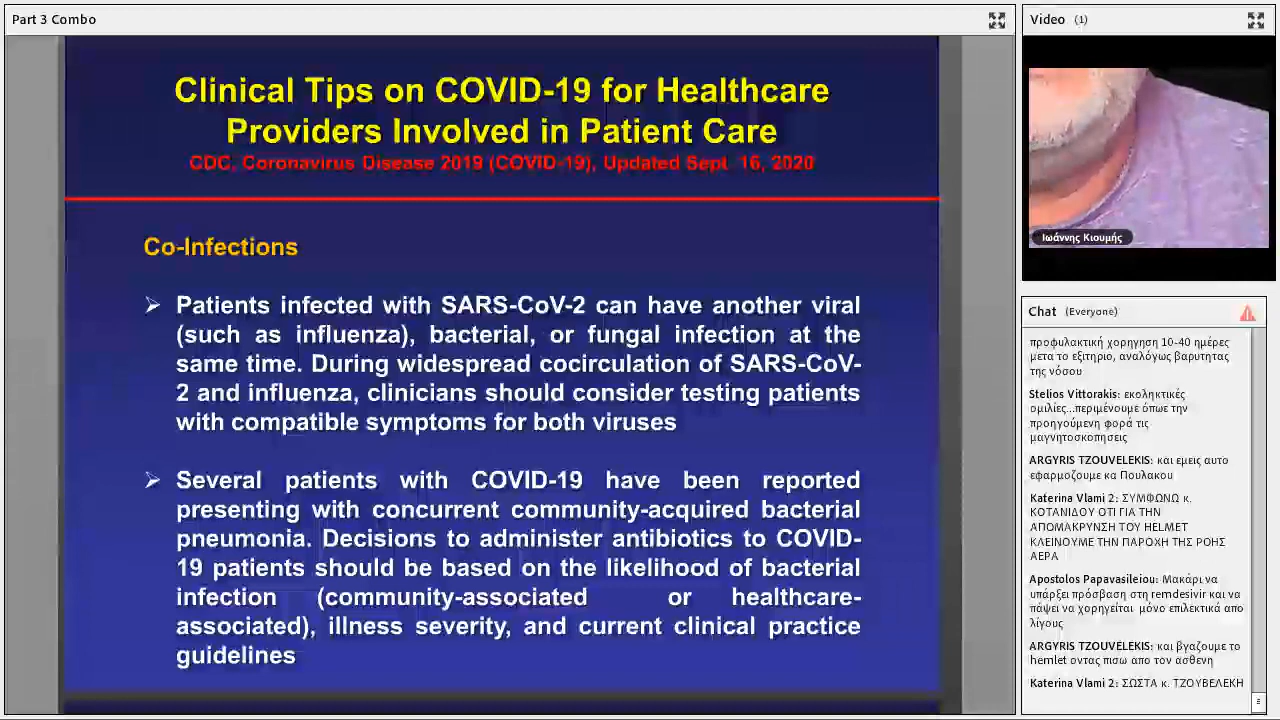 Part 3 Combo
Clinical Tips on COVID-19 for Healthcare
Providers Involved in Patient Care
CDC, Coronavirus Disease 2019 (COVID-19), Updated Sept. 16, 2020
Co-Infections
➢ Patients infected with SARS-CoV-2 can have another viral
(such as influenza), bacterial, or fungal infection at the
same time. During widespread cocirculation of SARS-CoV-
2 and influenza, clinicians should consider testing patients
with compatible symptoms for both viruses
➢ Several patients with COVID-19 have been reported
presenting with concurrent community-acquired bacterial
pneumonia. Decisions to administer antibiotics to COVID-
19 patients should be based on the likelihood of bacterial
infection (community-associated or healthcare-
associated), illness severity, and current clinical practice
guidelines
Video (1)
Ιωάννης Κιουμής
Chat (Everyone)
προφυλακτική χορηγηση 10-40 ημέρες
μετα το εξιτηριο, αναλόγως βαρυτητας
της νόσου
Stelios Vittorakis: εκοληκτικές
ομιλίες...περιμένουμε όπωε την
προηγούμενη φορά τις
μαγνητοσκοπησεις
ARGYRIS TZOUVELEKIS: και εμεις αυτο
εφαρμοζουμε κα Πουλακου
Katerina Vlami 2: ΣΥΜΦΩΝΩ κ.
ΚΟΤΑΝΙΔΟΥ ΟΤΙ ΓΙΑ ΤΗΝ
ΑΠΟΜΑΚΡΥΝΣΗ ΤΟΥ HELMET
ΚΛΕΙΝΟΥΜΕ ΤΗΝ ΠΑΡΟΧΗ ΤΗΣ ΡΟΗΣ
ΑΕΡΑ
Apostolos Papavasileiou: Μακάρι να
υπάρξει πρόσβαση στη remdesivir και να
πάψει να χορηγείται μόνο επιλεκτικά απο
λίγους
ARGYRIS TZOUVELEKIS: και βγαζουμε το
hemlet οντας πισω απο τον ασθενη
Katerina Vlami 2: ΣΩΣΤΑ κ. ΤΖΟΥΒΕΛΕΚΗ